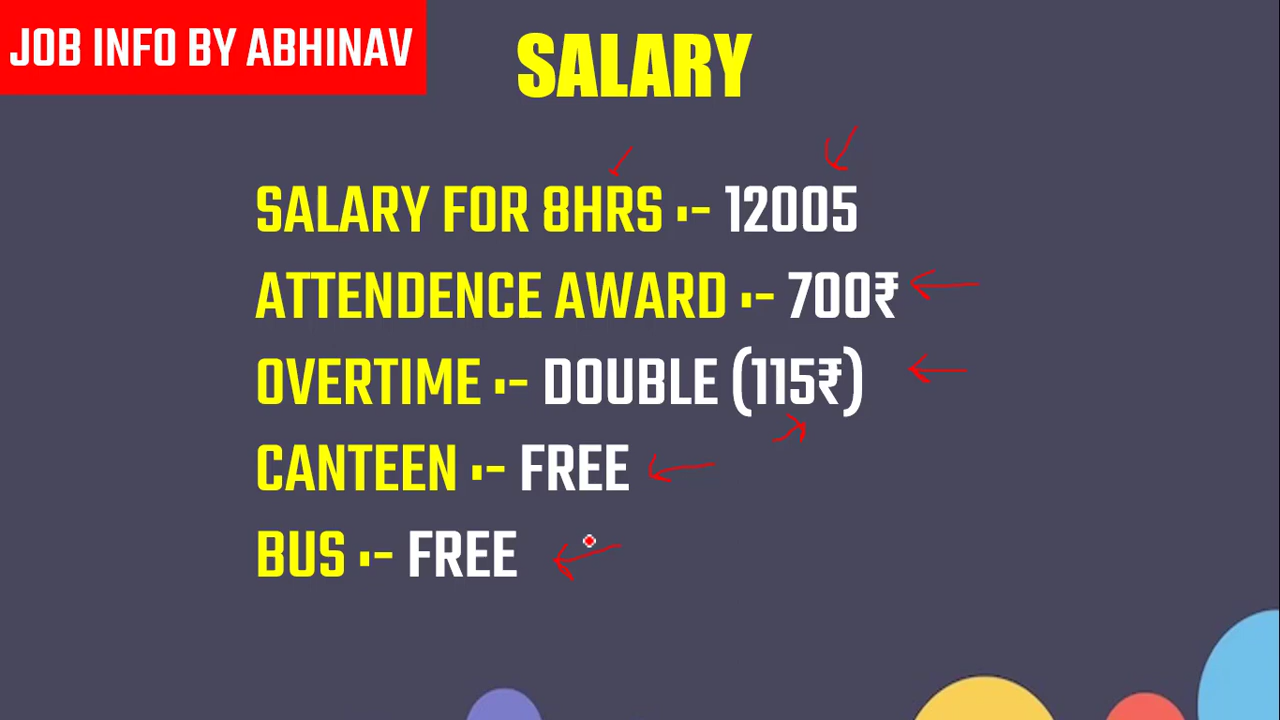 JOB INFO BY ABHINAV
SALARY
SALARY FOR 8HRS :- 12005
ATTENDENCE AWARD :- 700₹
OVERTIME :- DOUBLE (115₹)
CANTEEN :- FREE
BUS :- FREE